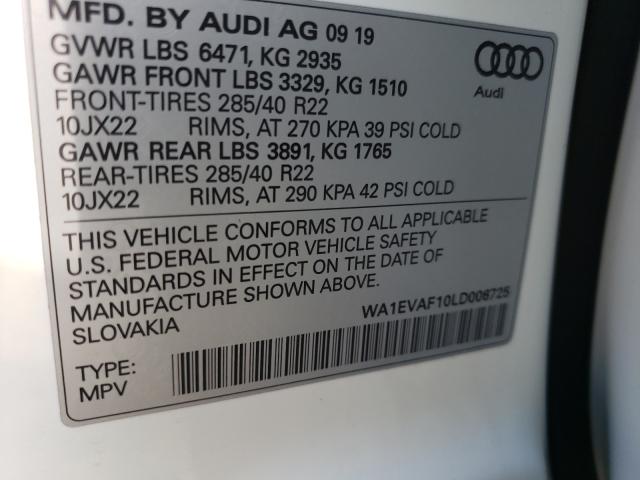 MFD. BY AUDI AG 09 19
GVWR LBS 6471, KG 2935
GAWR FRONT LBS 3329, KG 1510
FRONT-TIRES 285/40 R22
10JX22 RIMS, AT 270 KPA 39 PSI COLD
GAWR REAR LBS 3891, KG 1765
REAR-TIRES 285/40 R22
10JX22 RIMS, AT 290 KPA 42 PSI COLD
Audi
THIS VEHICLE CONFORMS TO ALL APPLICABLE
U.S. FEDERAL MOTOR VEHICLE SAFETY
STANDARDS IN EFFECT ON THE DATE OF
MANUFACTURE SHOWN ABOVE.
SLOVAKIA
WA1EVAF10LD006725
TYPE:
MPV